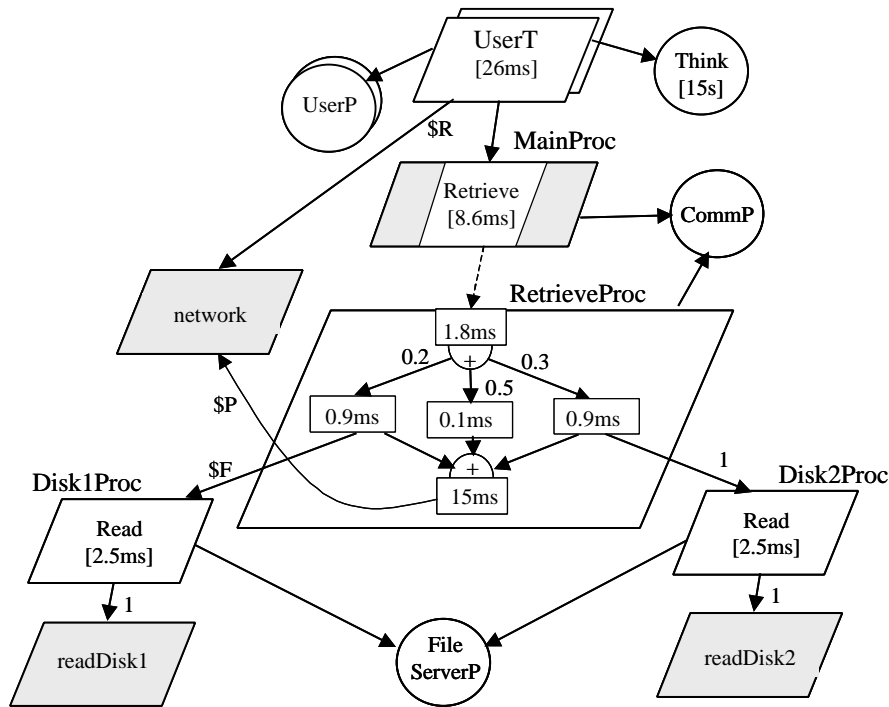 UserT
[26ms]
Think
[15s]
UserP
$R
MainProc
Retrieve
[8.6ms]
CommP
network
RetrieveProc
1.8ms
+
0.2
0.3
0.5
$P
0.9ms
0.1ms
0.9ms
+
15ms
$F
1
Disk1Proc
Disk2Proc
Read
[2.5ms]
Read
[2.5ms]
1
1
readDisk1
File
ServerP
readDisk2